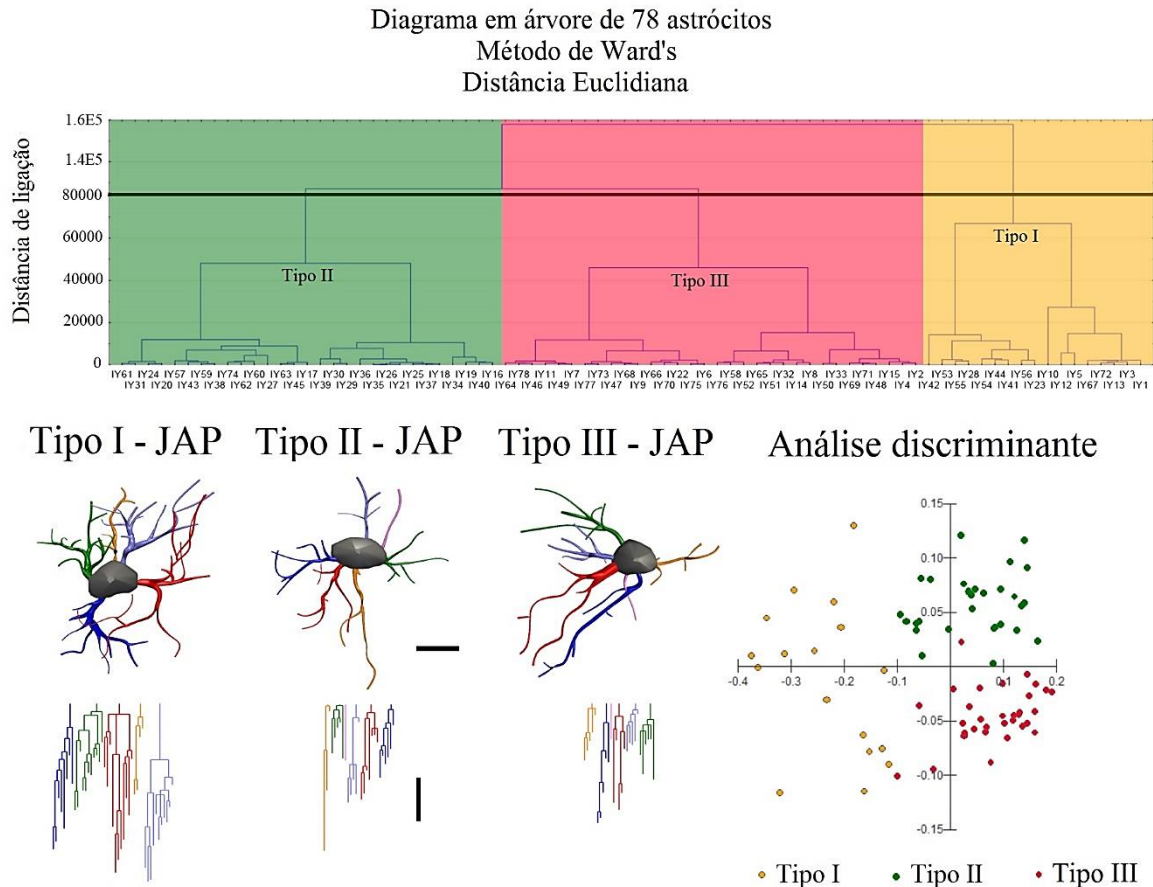 Diagrama em árvore de 78 astrócitos
Método de Ward's
Distância Euclidiana
Distância de ligação
1.6E5
1.4E5
80000
60000
40000
20000
0
Tipo II
Tipo III
Tipo I
IY61 IY24 IY57 IY59 IY74 IY60 IY63 IY17 IY30 IY36 IY26 IY25 IY18 IY19 IY16 IY78 IY11 IY7 IY73 IY68 IY66 IY22 IY6 IY58 IY65 IY32 IY8 IY33 IY71 IY15 IY2 IY53 IY28 IY44 IY56 IY10 IY5 IY72 IY3
IY31 IY20 IY43 IY38 IY62 IY27 IY45 IY39 IY29 IY35 IY21 IY37 IY34 IY40 IY64 IY46 IY49 IY77 IY47 IY9 IY70 IY75 IY76 IY52 IY51 IY14 IY50 IY69 IY48 IY4 IY42 IY55 IY54 IY41 IY23 IY12 IY67 IY13 IY1
Tipo I - JAP
Tipo II - JAP
Tipo III - JAP
Análise discriminante
0.15
0.10
0.05
-0.4 -0.3 -0.2 -0.1 0.1 0.2
-0.05
-0.10
-0.15
Tipo I
Tipo II
Tipo III